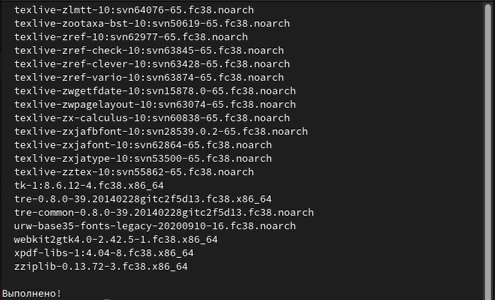 texlive-zlmtt-10:svn64076-65.fc38.noarch
texlive-zootaxa-bst-10:svn50619-65.fc38.noarch
texlive-zref-10:svn62977-65.fc38.noarch
texlive-zref-check-10:svn63845-65.fc38.noarch
texlive-zref-clever-10:svn63428-65.fc38.noarch
texlive-zref-vario-10:svn63874-65.fc38.noarch
texlive-zwgetfdate-10:svn15878.0-65.fc38.noarch
texlive-zwpagelayout-10:svn63074-65.fc38.noarch
texlive-zx-calculus-10:svn60838-65.fc38.noarch
texlive-zxjafbfont-10:svn28539.0.2-65.fc38.noarch
texlive-zxjafont-10:svn62864-65.fc38.noarch
texlive-zxjatype-10:svn53500-65.fc38.noarch
texlive-zztex-10:svn55862-65.fc38.noarch
tk-1:8.6.12-4.fc38.x86_64
tre-0.8.0-39.20140228gitc2f5d13.fc38.x86_64
tre-common-0.8.0-39.20140228gitc2f5d13.fc38.noarch
urw-base35-fonts-legacy-20200910-16.fc38.noarch
webkit2gtk4.0-2.42.5-1.fc38.x86_64
xpdf-libs-1:4.04-8.fc38.x86_64
zziplib-0.13.72-3.fc38.x86_64
Выполнено!